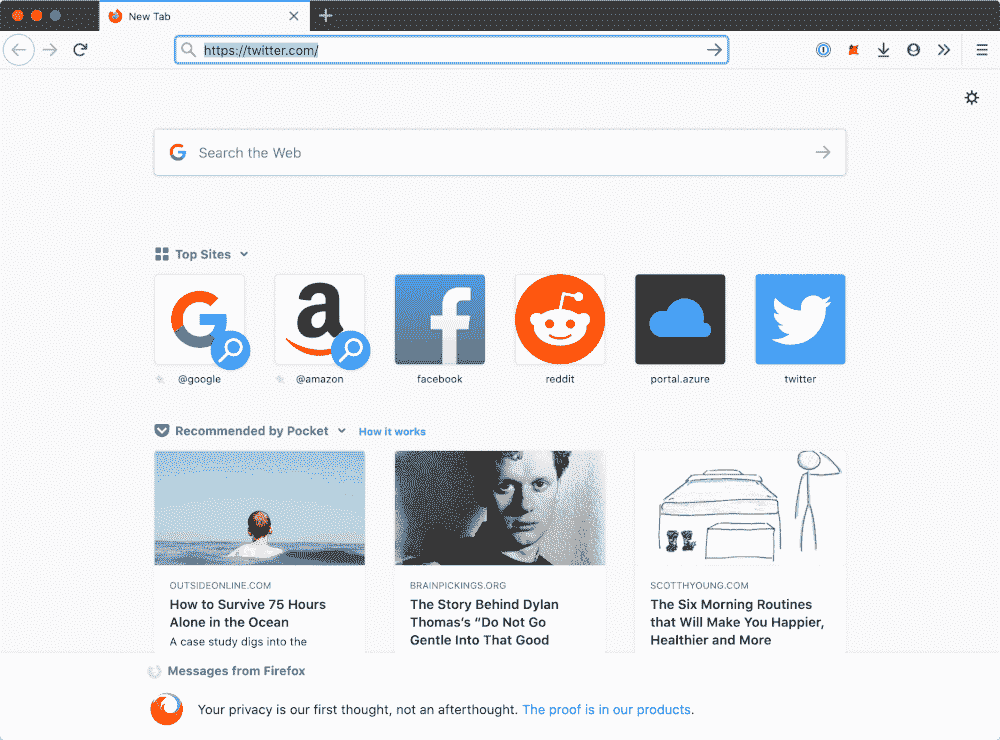 New Tab
https://twitter.com/
Search the Web
Top Sites
@google
@amazon
facebook
reddit
portal.azure
twitter
Recommended by Pocket
How it works
OUTSIDEONLINE.COM
How to Survive 75 Hours
Alone in the Ocean
A case study digs into the
BRAINPICKINGS.ORG
The Story Behind Dylan
Thomas’s “Do Not Go
Gentle Into That Good
SCOTTHYOUNG.COM
The Six Morning Routines
that Will Make You Happier,
Healthier and More
Messages from Firefox
Your privacy is our first thought, not an afterthought. The proof is in our products.